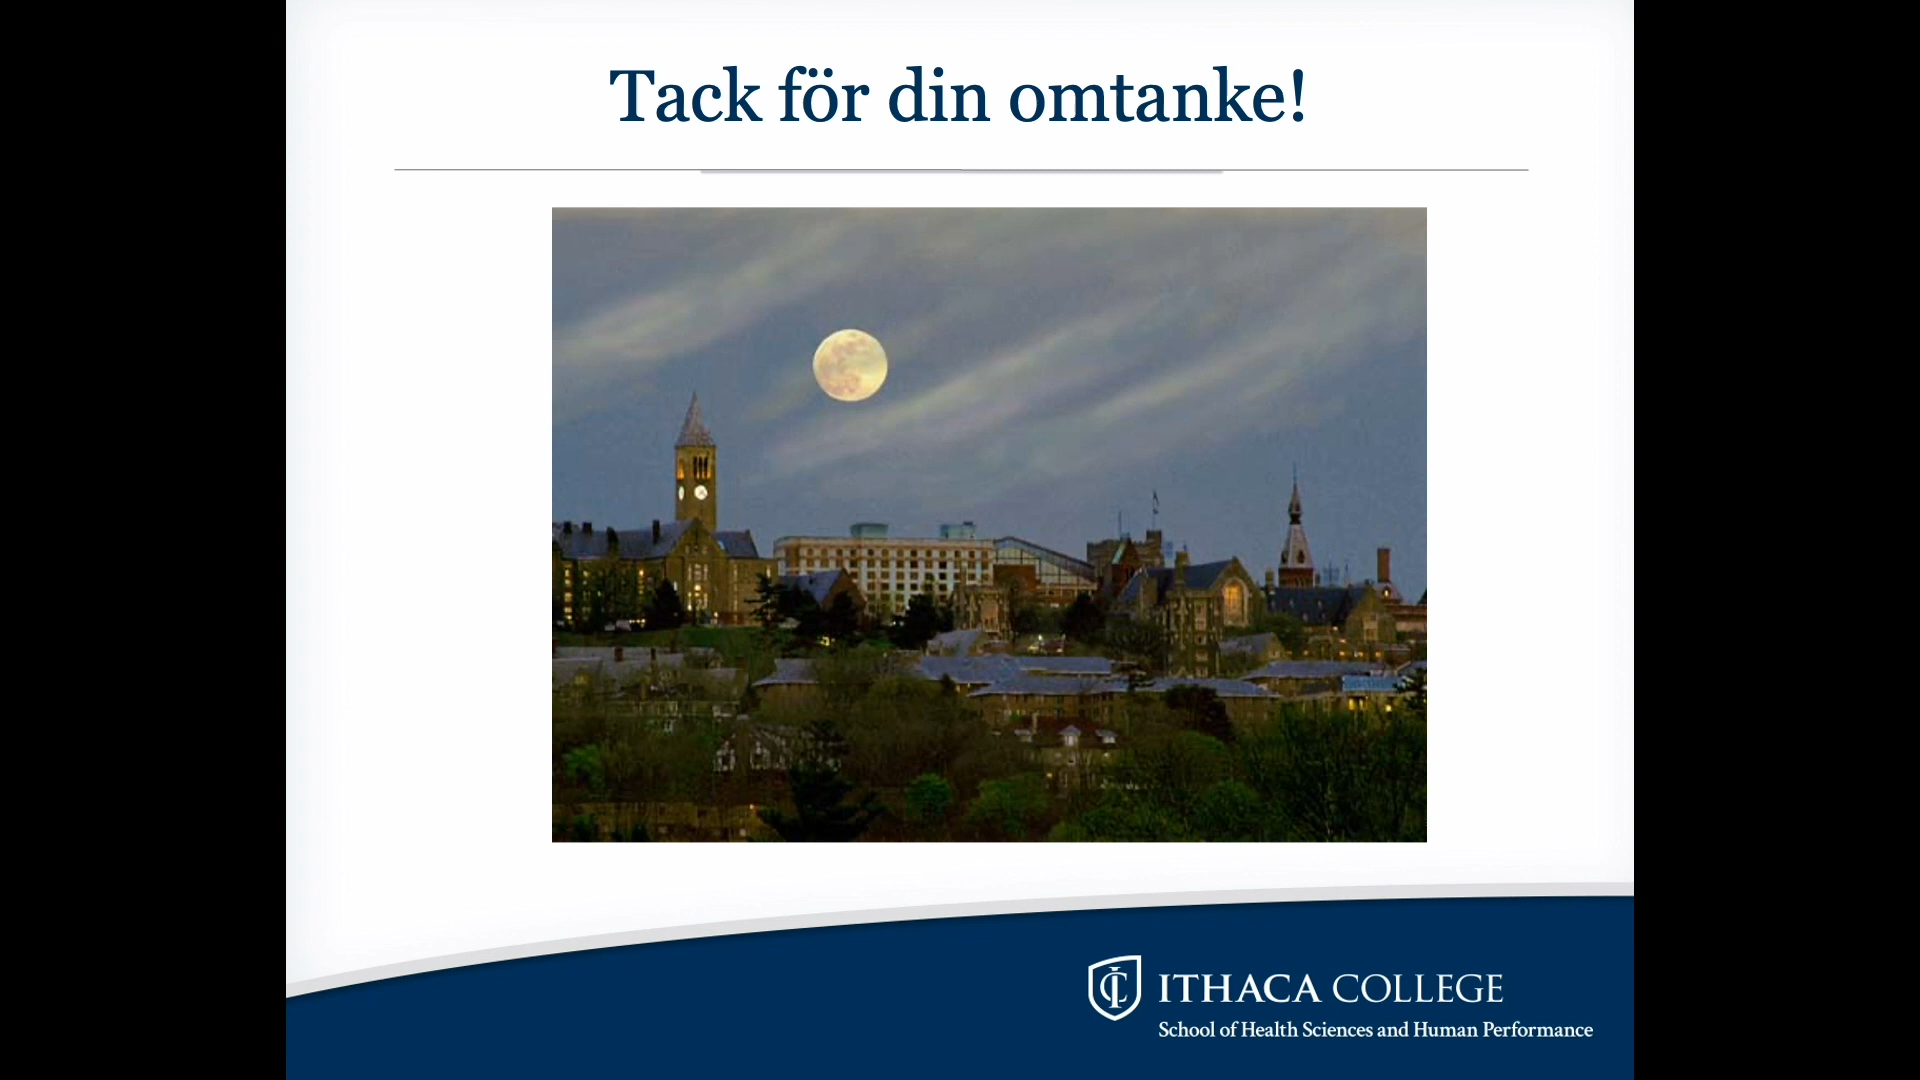 Tack för din omtanke!
ITHACA COLLEGE
School of Health Sciences and Human Performance